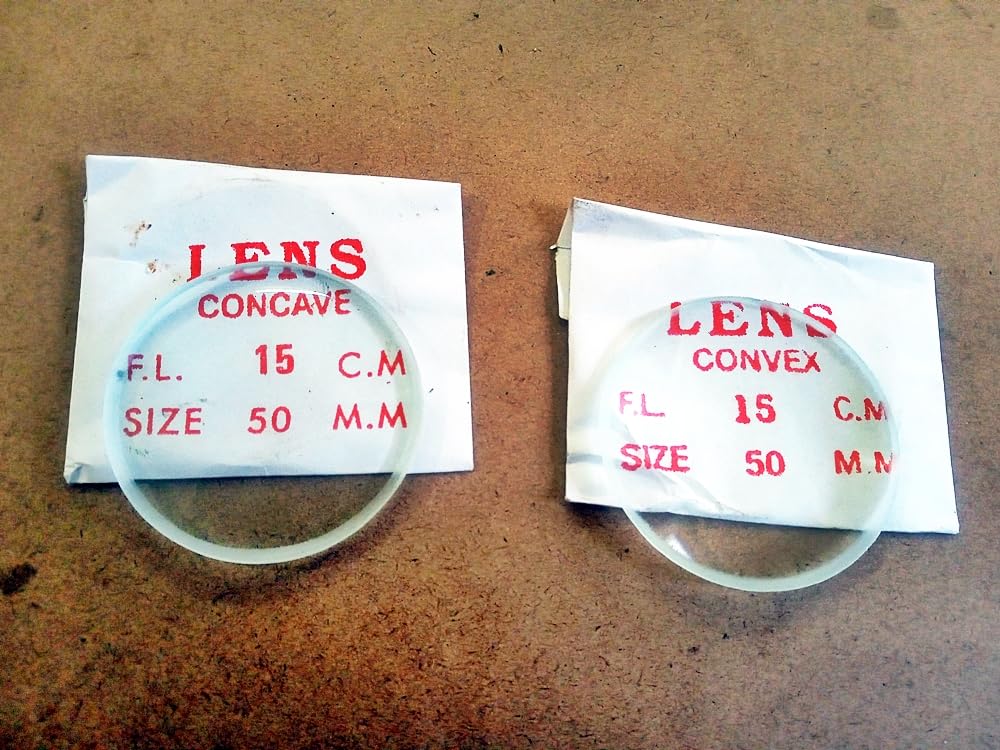 LENS
CONCAVE
F.L. 15 C.M
SIZE 50 M.M
LENS
CONVEX
F.L. 15 C.M
SIZE 50 M.M